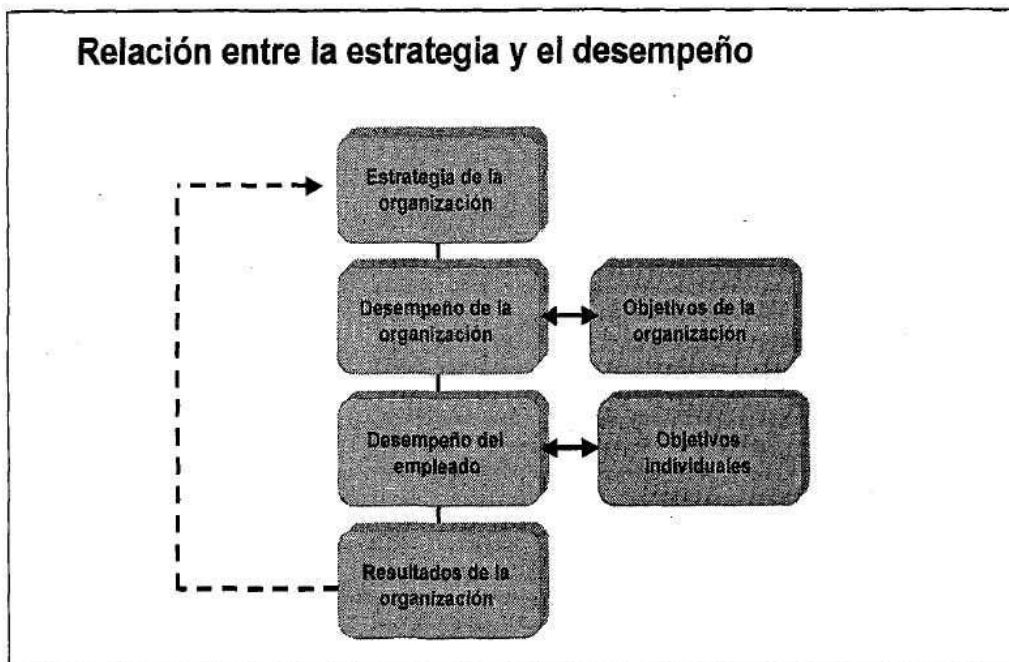 Relación entre la estrategia y el desempeño
Estrategia de la
organización
Desempeño de la
organización
Objetivos de la
organización
Desempeño del
empleado
Objetivos
individuales
Resultados de la
organización